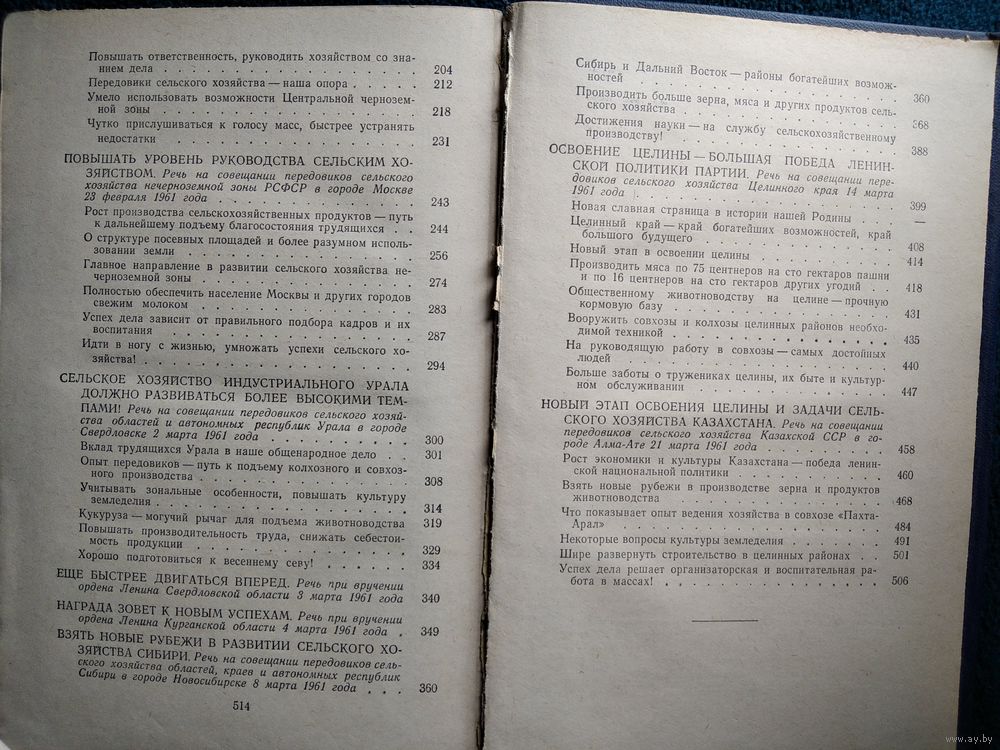 Повышать ответственность, руководить хозяйством со зна-
нием дела . . . . . . . . . . . . . . . . 204
Передовики сельского хозяйства — наша опора . . . . . 212
Умело использовать возможности Центральной чернозем-
ной зоны . . . . . . . . . . . . . . . . 218
Чутко прислушиваться к голосу масс, быстрее устранять
недостатки . . . . . . . . . . . . . . . . 231
ПОВЫШАТЬ УРОВЕНЬ РУКОВОДСТВА СЕЛЬСКИМ ХО-
ЗЯЙСТВОМ. Речь на совещании передовиков сельского
хозяйства нечерноземной зоны РСФСР в городе Москве
23 февраля 1961 года . . . . . . . . . . . . 243
Рост производства сельскохозяйственных продуктов — путь
к дальнейшему подъему благосостояния трудящихся . . 244
О структуре посевных площадей и более разумном исполь-
зовании земли . . . . . . . . . . . . . . 256
Главное направление в развитии сельского хозяйства не-
черноземной зоны . . . . . . . . . . . . . 274
Полностью обеспечить население Москвы и других городов
свежим молоком . . . . . . . . . . . . . 283
Успех дела зависит от правильного подбора кадров и их
воспитания . . . . . . . . . . . . . . . 287
Идти в ногу с жизнью, умножать успехи сельского хо-
зяйства! . . . . . . . . . . . . . . . . 294
СЕЛЬСКОЕ ХОЗЯЙСТВО ИНДУСТРИАЛЬНОГО УРАЛА
ДОЛЖНО РАЗВИВАТЬСЯ БОЛЕЕ ВЫСОКИМИ ТЕМ-
ПАМИ! Речь на совещании передовиков сельского хозяй-
ства областей и автономных республик Урала в городе
Свердловске 2 марта 1961 года . . . . . . . . . 300
Вклад трудящихся Урала в наше общенародное дело . . 301
Опыт передовиков — путь к подъему колхозного и совхоз-
ного производства . . . . . . . . . . . . . 308
Учитывать зональные особенности, повышать культуру
земледелия . . . . . . . . . . . . . . . 314
Кукуруза — могучий рычаг для подъема животноводства 319
Повышать производительность труда, снижать себестои-
мость продукции . . . . . . . . . . . . . 329
Хорошо подготовиться к весеннему севу! . . . . . . 334
ЕЩЕ БЫСТРЕЕ ДВИГАТЬСЯ ВПЕРЕД. Речь при вручении
ордена Ленина Свердловской области 3 марта 1961 года 340
НАГРАДА ЗОВЕТ К НОВЫМ УСПЕХАМ. Речь при вручении
ордена Ленина Курганской области 4 марта 1961 года . 349
ВЗЯТЬ НОВЫЕ РУБЕЖИ В РАЗВИТИИ СЕЛЬСКОГО ХО-
ЗЯЙСТВА СИБИРИ. Речь на совещании передовиков сель-
ского хозяйства областей, краев и автономных республик
Сибири в городе Новосибирске 8 марта 1961 года . . . 360
514
Сибирь и Дальний Восток — районы богатейших возмож-
ностей . . . . . . . . . . . . . . . . 360
Производить больше зерна, мяса и других продуктов сель-
ского хозяйства . . . . . . . . . . . . . 368
Достижения науки — на службу сельскохозяйственному
производству! . . . . . . . . . . . . . . 388
ОСВОЕНИЕ ЦЕЛИНЫ — БОЛЬШАЯ ПОБЕДА ЛЕНИН-
СКОЙ ПОЛИТИКИ ПАРТИИ. Речь на совещании пере-
довиков сельского хозяйства Целинного края 14 марта
1961 года . . . . . . . . . . . . . . . 399
Новая славная страница в истории нашей Родины . . . —
Целинный край — край богатейших возможностей, край
большого будущего . . . . . . . . . . . . 408
Новый этап в освоении целины . . . . . . . . . 414
Производить мяса по 75 центнеров на сто гектаров пашни
и по 16 центнеров на сто гектаров других угодий . . 418
Общественному животноводству на целине — прочную
кормовую базу . . . . . . . . . . . . . . 431
Вооружить совхозы и колхозы целинных районов необхо-
димой техникой . . . . . . . . . . . . . 435
На руководящую работу в совхозы — самых достойных
людей . . . . . . . . . . . . . . . . 440
Больше заботы о тружениках целины, их быте и культур-
ном обслуживании . . . . . . . . . . . . 447
НОВЫЙ ЭТАП ОСВОЕНИЯ ЦЕЛИНЫ И ЗАДАЧИ СЕЛЬ-
СКОГО ХОЗЯЙСТВА КАЗАХСТАНА. Речь на совещании
передовиков сельского хозяйства Казахской ССР в го-
роде Алма-Ате 21 марта 1961 года . . . . . . . . 458
Рост экономики и культуры Казахстана — победа ленин-
ской национальной политики . . . . . . . . . 460
Взять новые рубежи в производстве зерна и продуктов
животноводства . . . . . . . . . . . . . 468
Что показывает опыт ведения хозяйства в совхозе «Пахта-
Арал» . . . . . . . . . . . . . . . . 484
Некоторые вопросы культуры земледелия . . . . . . 491
Шире развернуть строительство в целинных районах . . 501
Успех дела решает организаторская и воспитательная ра-
бота в массах! . . . . . . . . . . . . . 506
www.ay.by